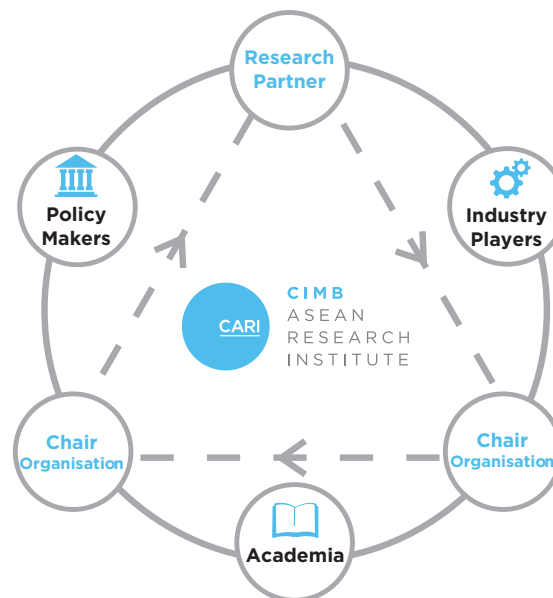 Research
Partner
Policy
Makers
Industry
Players
CARI
CIMB
ASEAN
RESEARCH
INSTITUTE
Chair
Organisation
Chair
Organisation
Academia